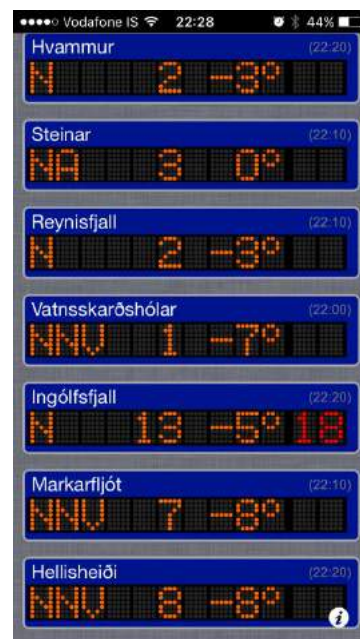 Vodafone IS 22:28 44%
Hvammur (22:20)
N 2 -3°
Steinar (22:10)
NA 3 0°
Reynisfjall (22:10)
N 2 -3°
Vatnsskarðshólar (22:00)
NNV 1 -7°
Ingólfsfjall (22:20)
N 13 -5° 18
Markarfljót (22:10)
NNV 7 -8°
Hellisheiði (22:20)
NNV 8 -8°
i